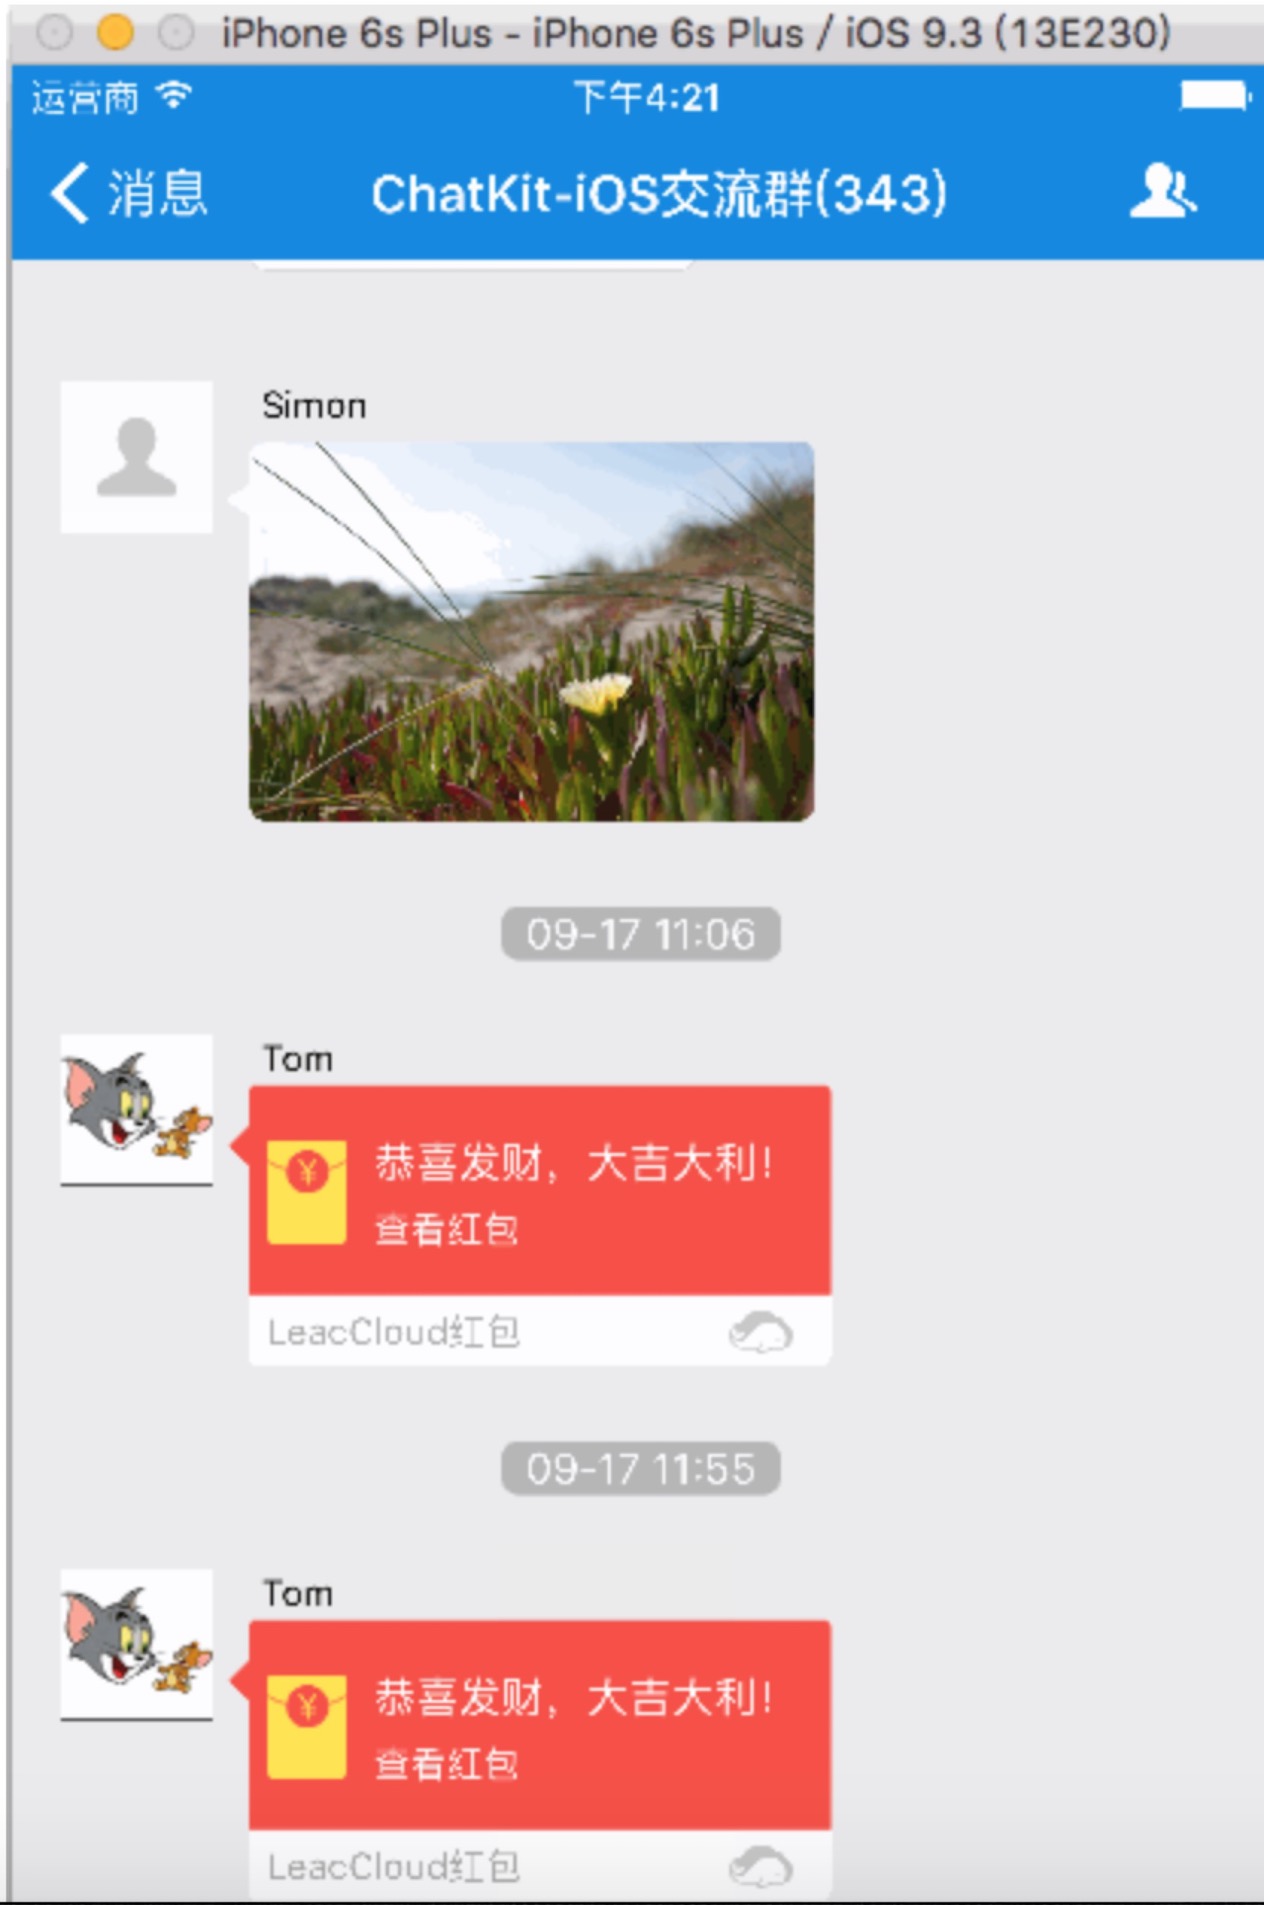 iPhone 6s Plus - iPhone 6s Plus / iOS 9.3 (13E230)
运营商 下午4:21
消息 ChatKit-iOS交流群(343)
Simon
09-17 11:06
Tom
¥
恭喜发财，大吉大利！
查看红包
LeacCloud红包
09-17 11:55
Tom
¥
恭喜发财，大吉大利！
查看红包
LeacCloud红包